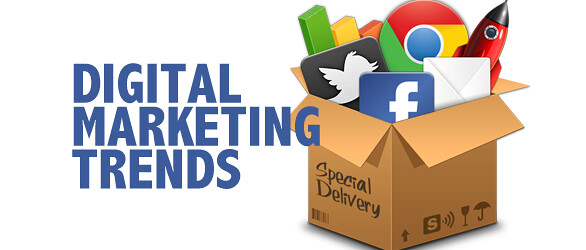 DIGITAL
MARKETING
TRENDS
f
Special
Delivery
S